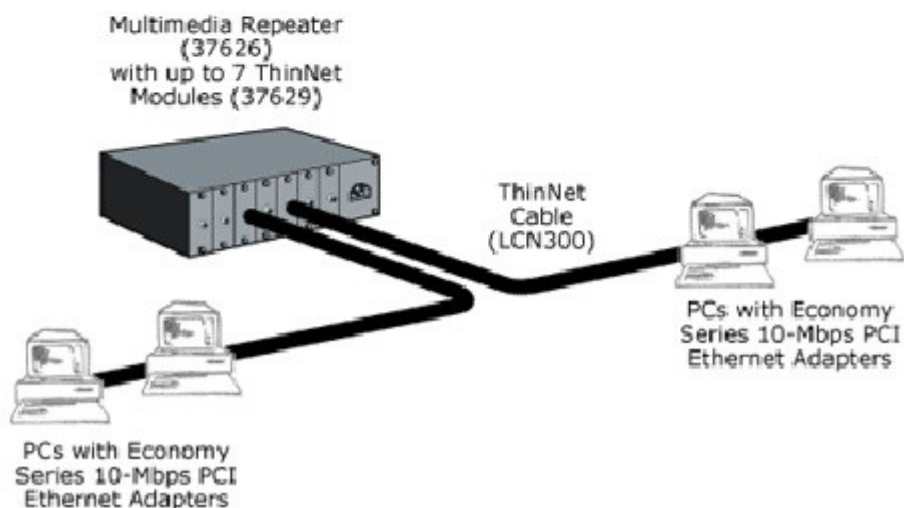 Multimedia Repeater
(37626)
with up to 7 ThinNet
Modules (37629)
ThinNet
Cable
(LCN300)
PCs with Economy
Series 10-Mbps PCI
Ethernet Adapters
PCs with Economy
Series 10-Mbps PCI
Ethernet Adapters